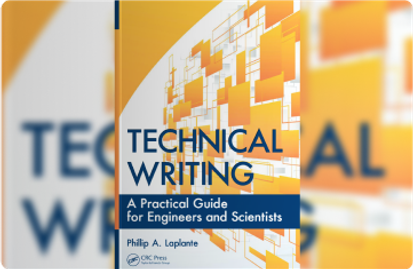 TECHNICAL
WRITING
A Practical Guide
for Engineers and Scientists
Phillip A. Laplante
CRC Press